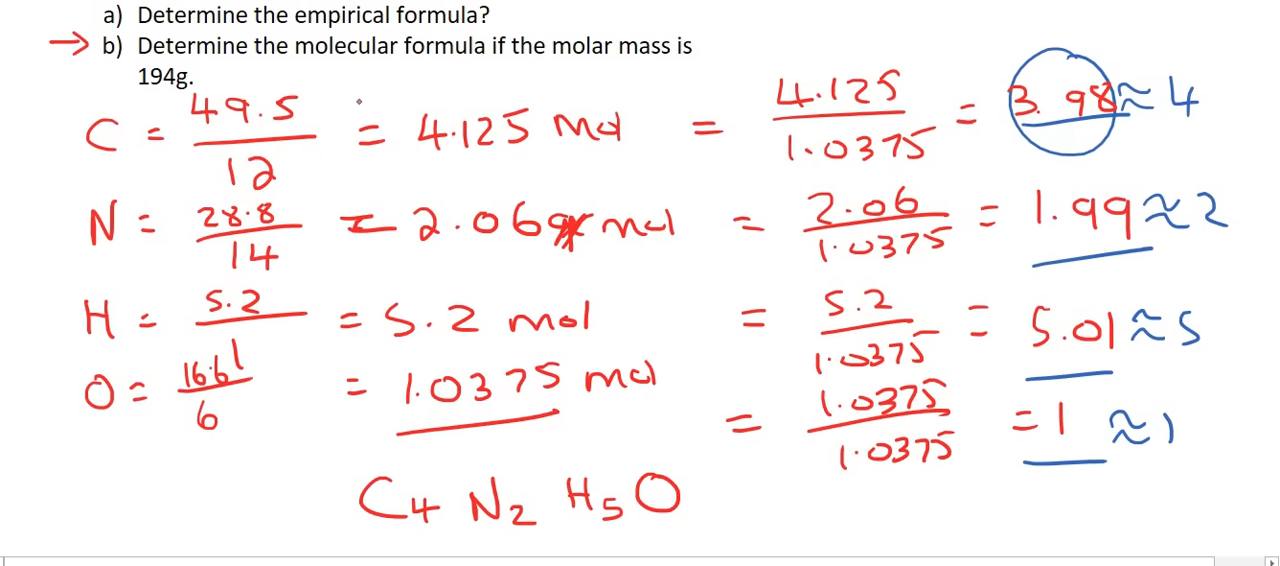 a) Determine the empirical formula?
→ b) Determine the molecular formula if the molar mass is
194g.
C = 49.5/12 = 4.125 mol = 4.125/1.0375 = 3.98 ≈ 4
N = 28.8/14 = 2.06 mol = 2.06/1.0375 = 1.99 ≈ 2
H = 5.2/1 = 5.2 mol = 5.2/1.0375 = 5.01 ≈ 5
O = 16.6/6 = 1.0375 mol = 1.0375/1.0375 = 1 ≈ 1
C4 N2 H5 O